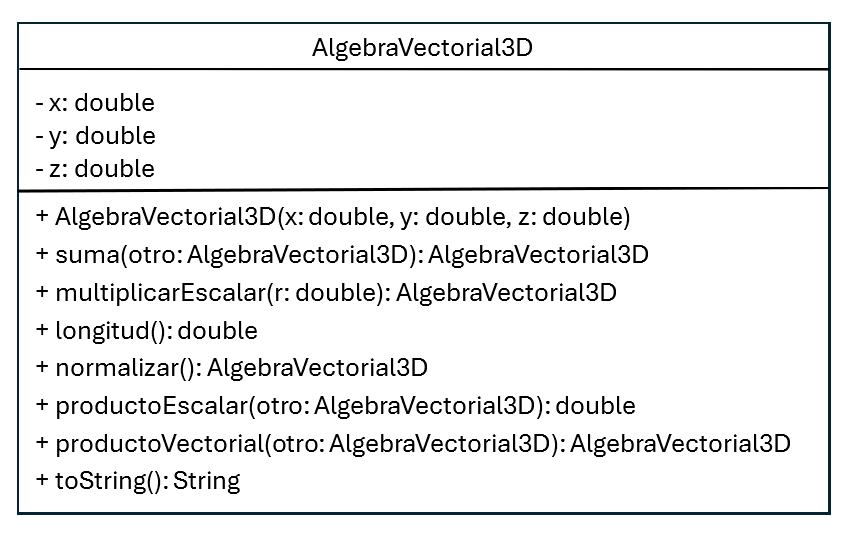 AlgebraVectorial3D
- x: double
- y: double
- z: double
+ AlgebraVectorial3D(x: double, y: double, z: double)
+ suma(otro: AlgebraVectorial3D): AlgebraVectorial3D
+ multiplicarEscalar(r: double): AlgebraVectorial3D
+ longitud(): double
+ normalizar(): AlgebraVectorial3D
+ productoEscalar(otro: AlgebraVectorial3D): double
+ productoVectorial(otro: AlgebraVectorial3D): AlgebraVectorial3D
+ toString(): String